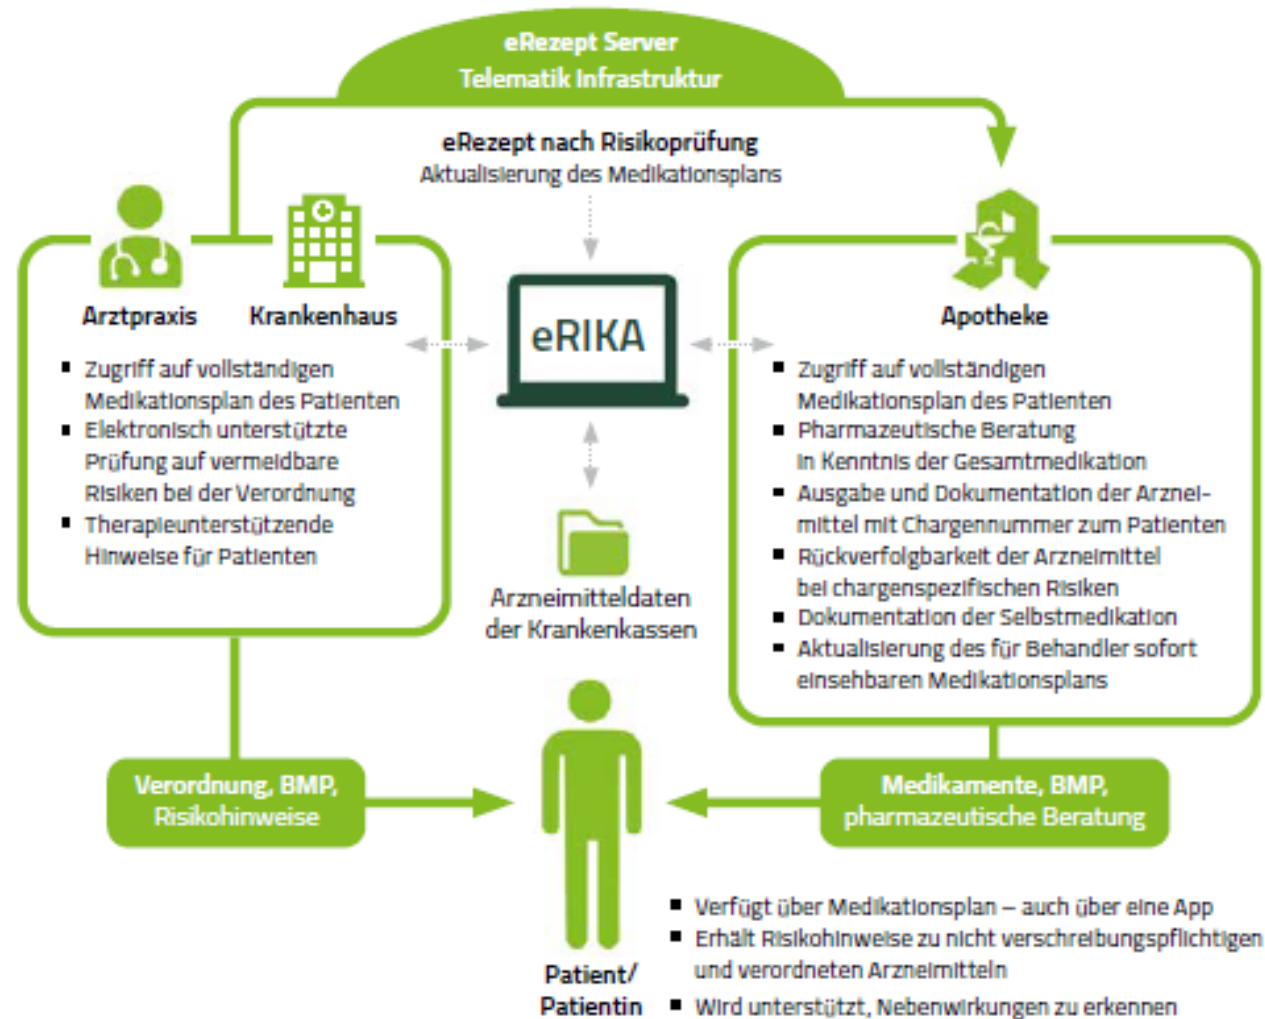 eRezept Server
Telematik Infrastruktur
eRezept nach Risikoprüfung
Aktualisierung des Medikationsplans
Arztpraxis
Krankenhaus
▪ Zugriff auf vollständigen
Medikationsplan des Patienten
▪ Elektronisch unterstützte
Prüfung auf vermeidbare
Risiken bei der Verordnung
▪ Therapieunterstützende
Hinweise für Patienten
eRIKA
Arzneimitteldaten
der Krankenkassen
Apotheke
▪ Zugriff auf vollständigen
Medikationsplan des Patienten
▪ Pharmazeutische Beratung
in Kenntnis der Gesamtmedikation
▪ Ausgabe und Dokumentation der Arznei-
mittel mit Chargennummer zum Patienten
▪ Rückverfolgbarkeit der Arzneimittel
bei chargenspezifischen Risiken
▪ Dokumentation der Selbstmedikation
▪ Aktualisierung des für Behandler sofort
einsehbaren Medikationsplans
Verordnung, BMP,
Risikohinweise
Medikamente, BMP,
pharmazeutische Beratung
Patient/
Patientin
▪ Verfügt über Medikationsplan – auch über eine App
▪ Erhält Risikohinweise zu nicht verschreibungspflichtigen
und verordneten Arzneimitteln
▪ Wird unterstützt, Nebenwirkungen zu erkennen